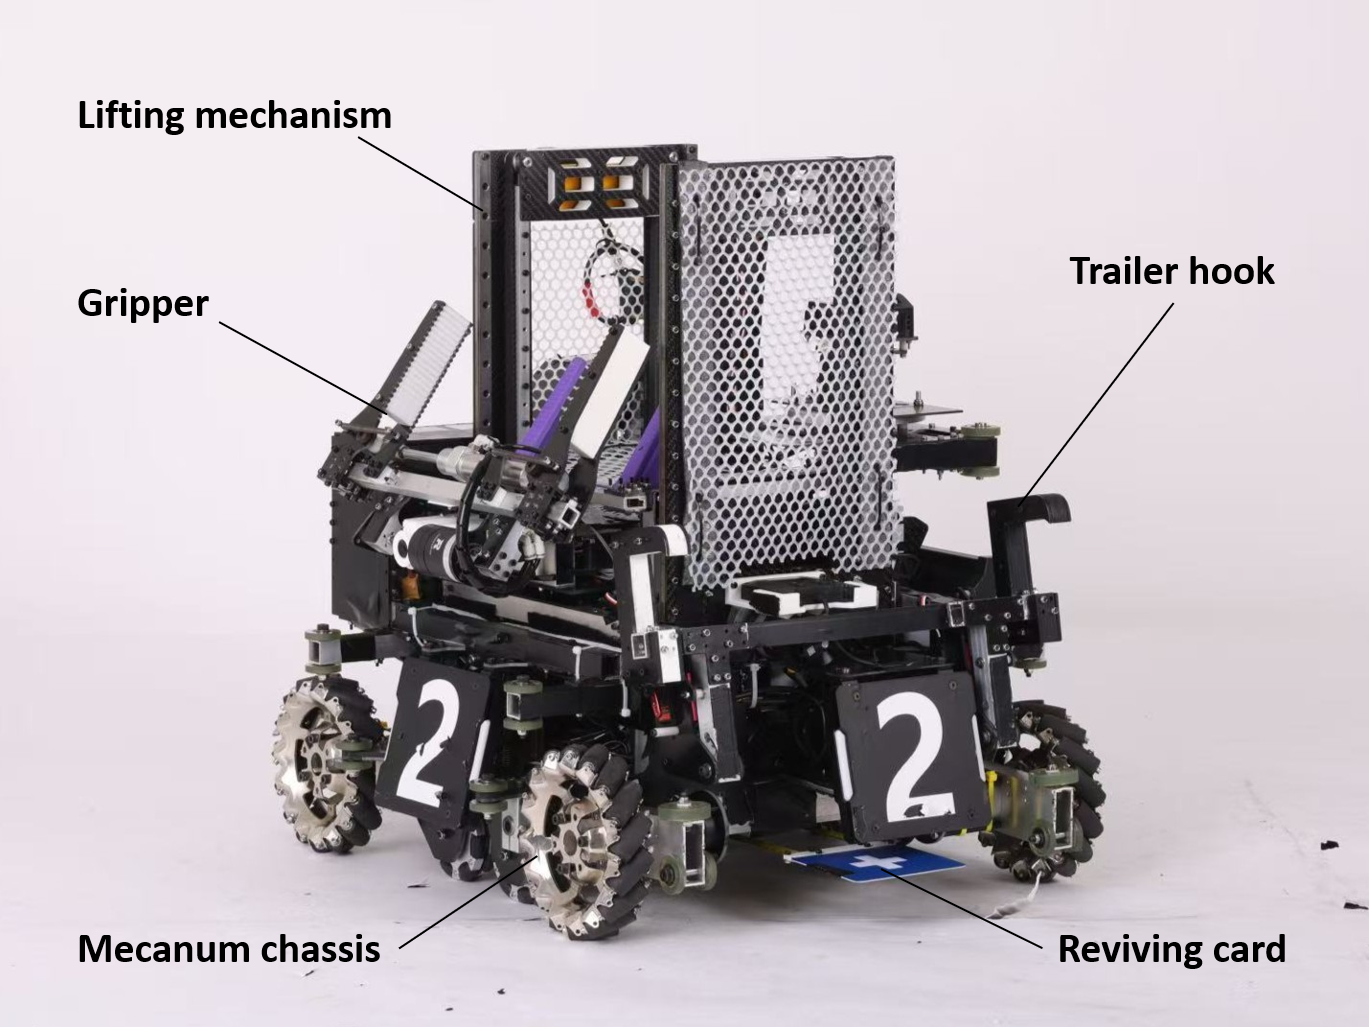 Lifting mechanism
Gripper
Trailer hook
2
2
Mecanum chassis
Reviving card